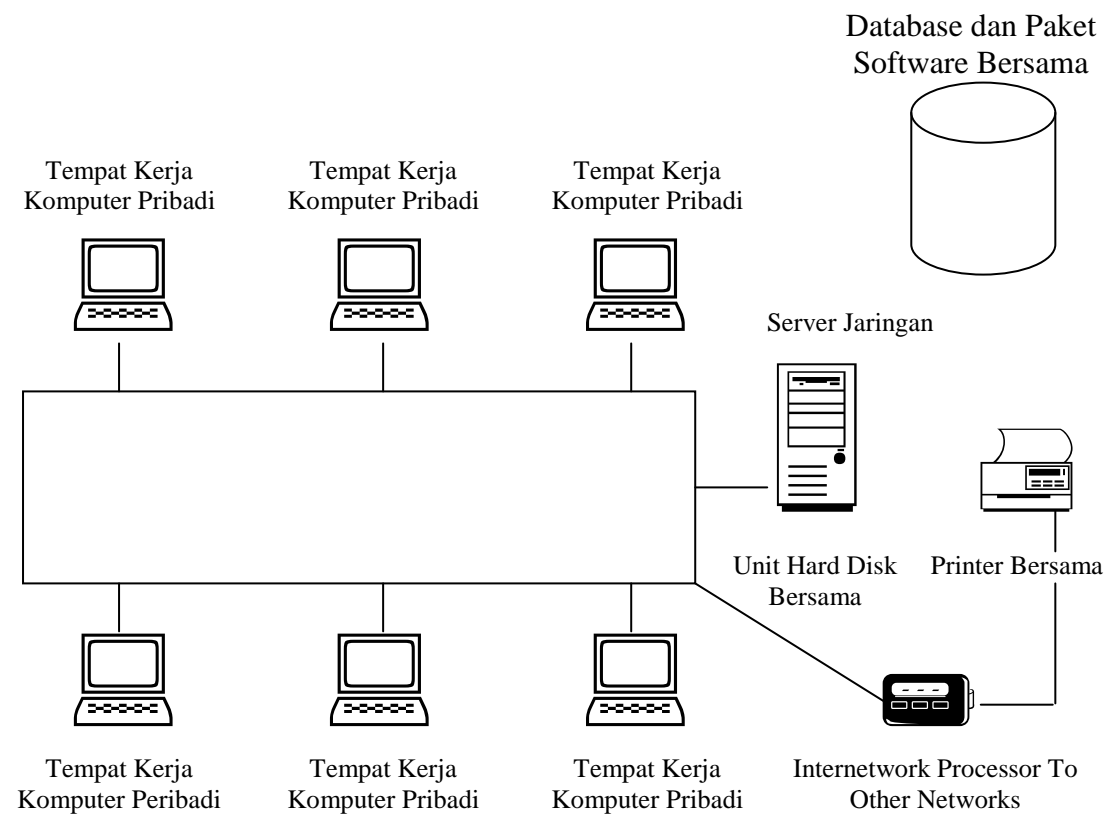 Database dan Paket
Software Bersama
Tempat Kerja
Komputer Pribadi
Tempat Kerja
Komputer Pribadi
Tempat Kerja
Komputer Pribadi
Server Jaringan
Unit Hard Disk
Bersama
Printer Bersama
Tempat Kerja
Komputer Peribadi
Tempat Kerja
Komputer Pribadi
Tempat Kerja
Komputer Pribadi
Internetwork Processor To
Other Networks